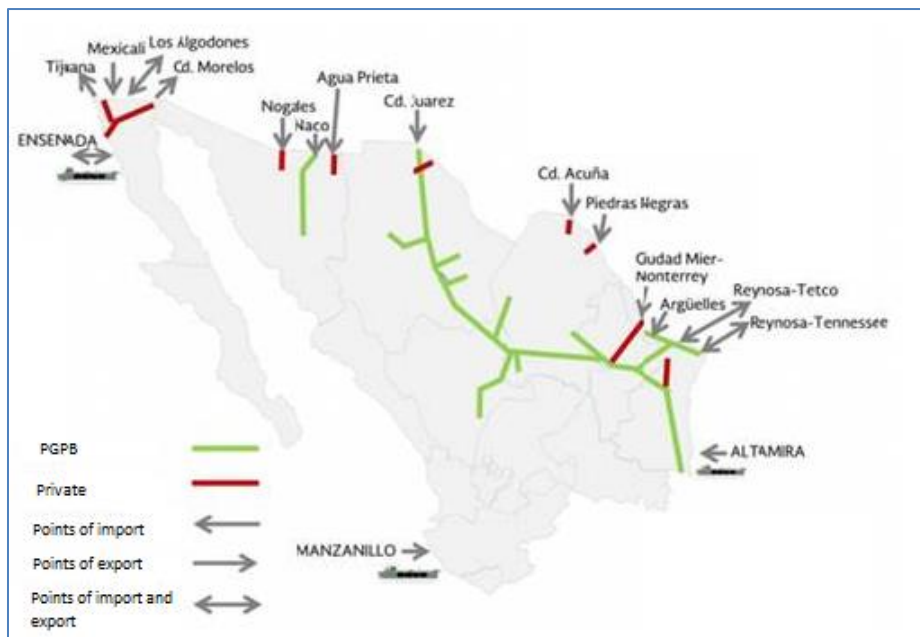 Mexicali
Los Algodones
Tijuana
Cd. Morelos
ENSENADA
Nogales
Naco
Agua Prieta
Cd. Juarez
Cd. Acuña
Piedras Negras
Ciudad Mier-
Monterrey
Argüelles
Reynosa-Tetco
Reynosa-Tennessee
ALTAMIRA
MANZANILLO
PGPB
Private
Points of import
Points of export
Points of import and
export